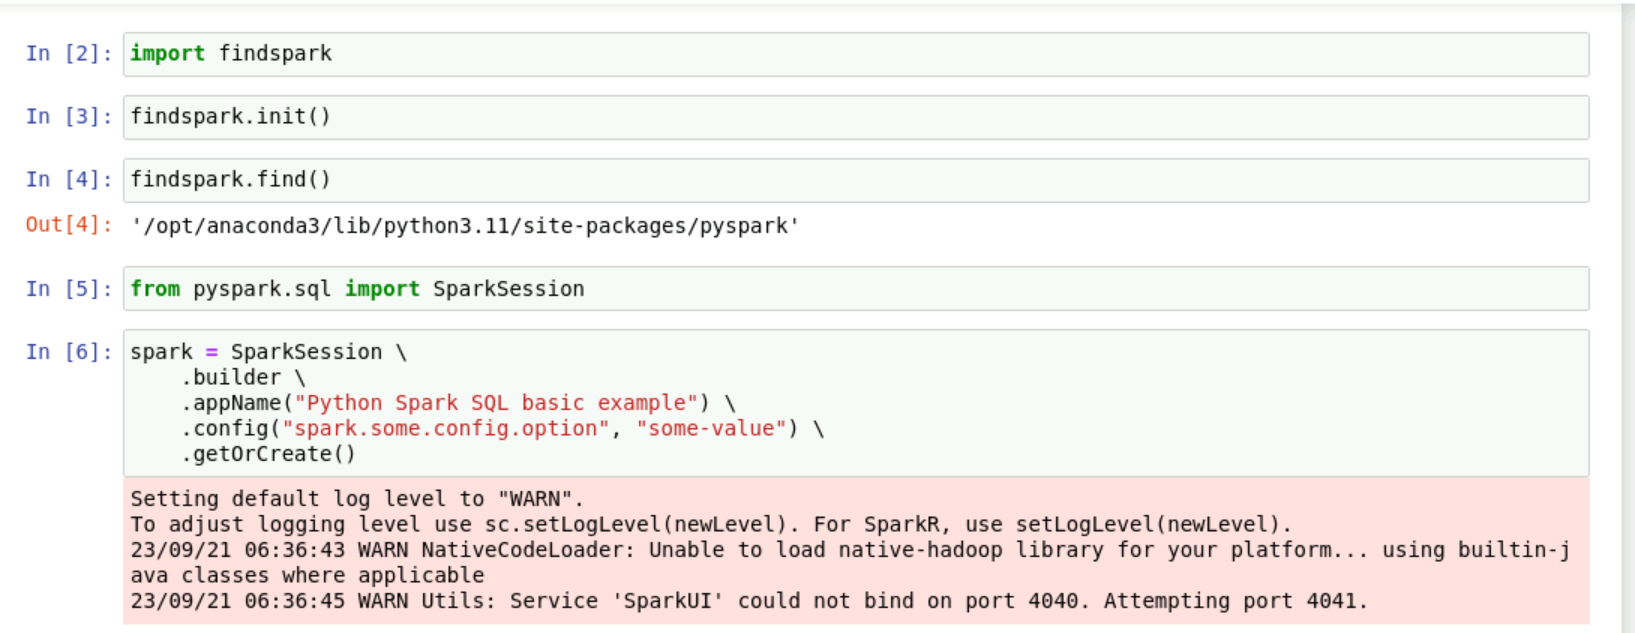 In [2]: import findspark
In [3]: findspark.init()
In [4]: findspark.find()
Out[4]: '/opt/anaconda3/lib/python3.11/site-packages/pyspark'
In [5]: from pyspark.sql import SparkSession
In [6]: spark = SparkSession \
    .builder \
    .appName("Python Spark SQL basic example") \
    .config("spark.some.config.option", "some-value") \
    .getOrCreate()
Setting default log level to "WARN".
To adjust logging level use sc.setLogLevel(newLevel). For SparkR, use setLogLevel(newLevel).
23/09/21 06:36:43 WARN NativeCodeLoader: Unable to load native-hadoop library for your platform... using builtin-j
ava classes where applicable
23/09/21 06:36:45 WARN Utils: Service 'SparkUI' could not bind on port 4040. Attempting port 4041.